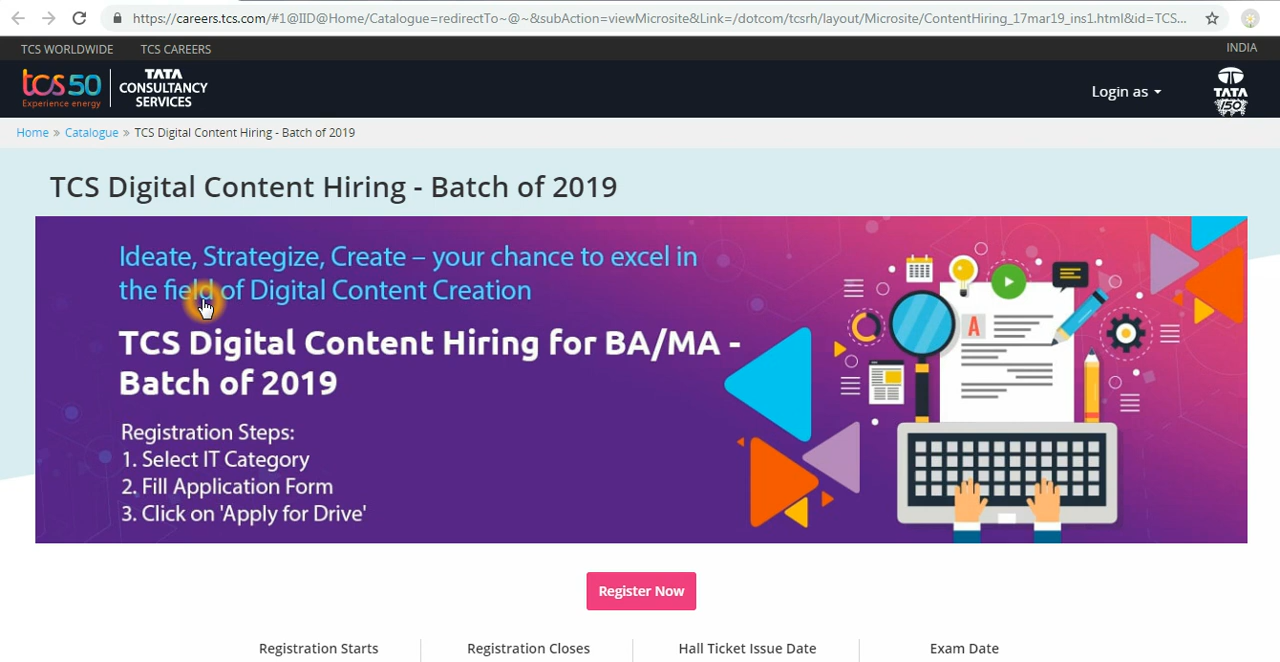 https://careers.tcs.com/#1@IID@Home/Catalogue=redirectTo~@~&subAction=viewMicrosite&Link=/dotcom/tcsrh/layout/Microsite/ContentHiring_17mar19_ins1.html&id=TCS...
TCS WORLDWIDE TCS CAREERS INDIA
tcs50 TATA
Experience energy CONSULTANCY
SERVICES
Login as
TATA
150
Home » Catalogue » TCS Digital Content Hiring - Batch of 2019
TCS Digital Content Hiring - Batch of 2019
Ideate, Strategize, Create – your chance to excel in
the field of Digital Content Creation
TCS Digital Content Hiring for BA/MA -
Batch of 2019
Registration Steps:
1. Select IT Category
2. Fill Application Form
3. Click on 'Apply for Drive'
A
Register Now
Registration Starts Registration Closes Hall Ticket Issue Date Exam Date